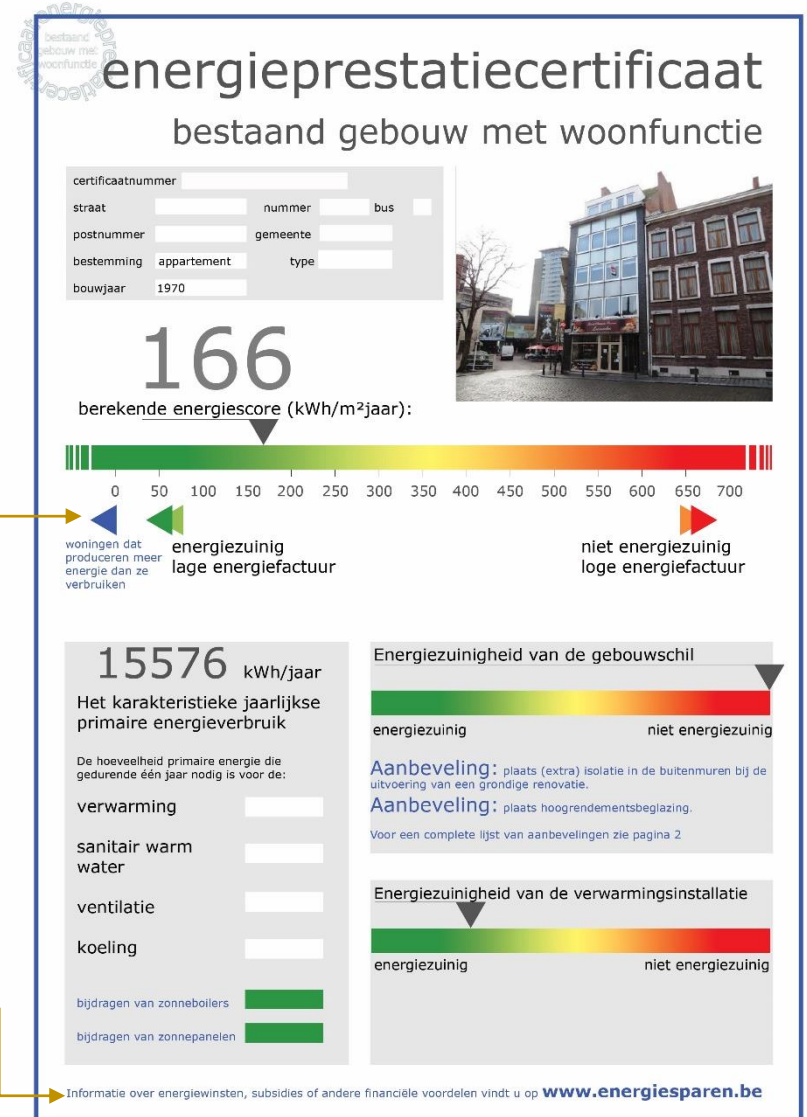 energieprestatiecertificaat
bestaand gebouw met woonfunctie
energieprestatiecertificaat
bestaand gebouw met woonfunctie
certificaatnummer
straat nummer bus
postnummer gemeente
bestemming appartement type
bouwjaar 1970
166
berekende energiescore (kWh/m²jaar):
0 50 100 150 200 250 300 350 400 450 500 550 600 650 700
woningen dat
produceren meer
energie dan ze
verbruiken
energiezuinig
lage energiefactuur
niet energiezuinig
loge energiefactuur
15576 kWh/jaar
Het karakteristieke jaarlijkse
primaire energieverbruik
De hoeveelheid primaire energie die
gedurende één jaar nodig is voor de:
verwarming
sanitair warm
water
ventilatie
koeling
bijdragen van zonneboilers
bijdragen van zonnepanelen
Energiezuinigheid van de gebouwschil
energiezuinig niet energiezuinig
Aanbeveling: plaats (extra) isolatie in de buitenmuren bij de
uitvoering van een grondige renovatie.
Aanbeveling: plaats hoogrendementsbeglazing.
Voor een complete lijst van aanbevelingen zie pagina 2
Energiezuinigheid van de verwarmingsinstallatie
energiezuinig niet energiezuinig
Informatie over energiewinsten, subsidies of andere financiële voordelen vindt u op www.energiesparen.be